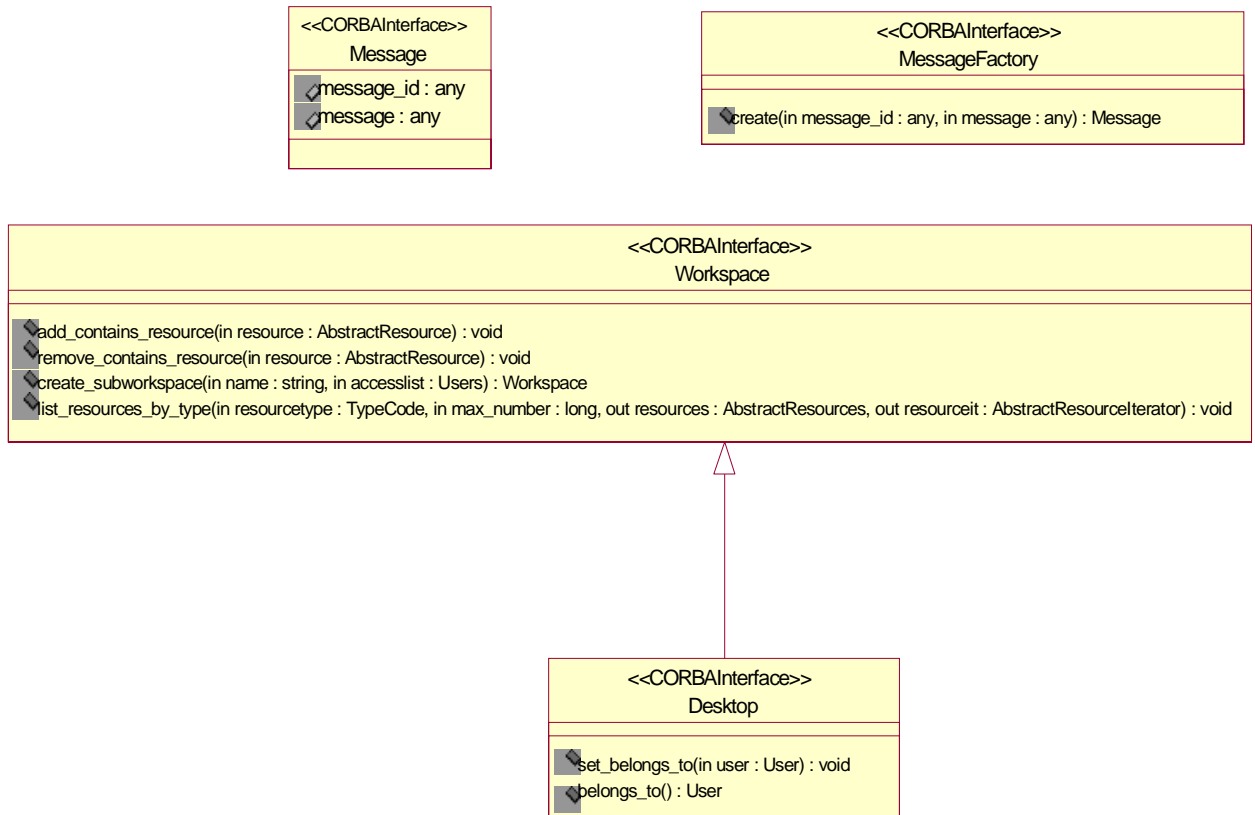 <<CORBAInterface>>
Message
message_id : any
message : any
<<CORBAInterface>>
MessageFactory
create(in message_id : any, in message : any) : Message
<<CORBAInterface>>
Workspace
add_contains_resource(in resource : AbstractResource) : void
remove_contains_resource(in resource : AbstractResource) : void
create_subworkspace(in name : string, in accesslist : Users) : Workspace
list_resources_by_type(in resourcetype : TypeCode, in max_number : long, out resources : AbstractResources, out resourceit : AbstractResourceIterator) : void
<<CORBAInterface>>
Desktop
set_belongs_to(in user : User) : void
belongs_to() : User